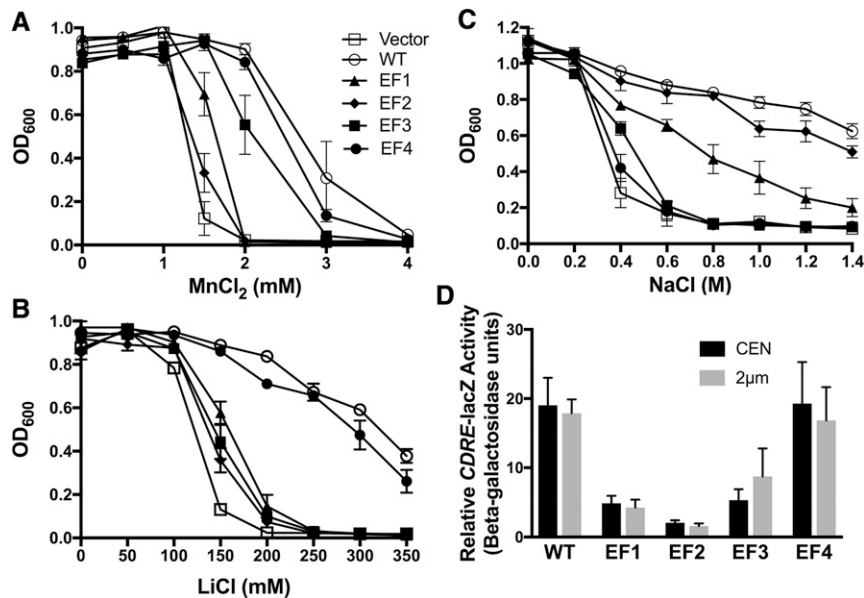 A
OD600
1.0
0.8
0.6
0.4
0.2
0.0
0 1 2 3 4
MnCl2 (mM)
Vector
WT
EF1
EF2
EF3
EF4
B
OD600
1.0
0.8
0.6
0.4
0.2
0.0
0 50 100 150 200 250 300 350
LiCl (mM)
C
OD600
1.2
1.0
0.8
0.6
0.4
0.2
0.0
0.0 0.2 0.4 0.6 0.8 1.0 1.2 1.4
NaCl (M)
D
Relative CDRE-lacZ Activity
(Beta-galactosidase units)
30
20
10
0
CEN
2µm
WT EF1 EF2 EF3 EF4